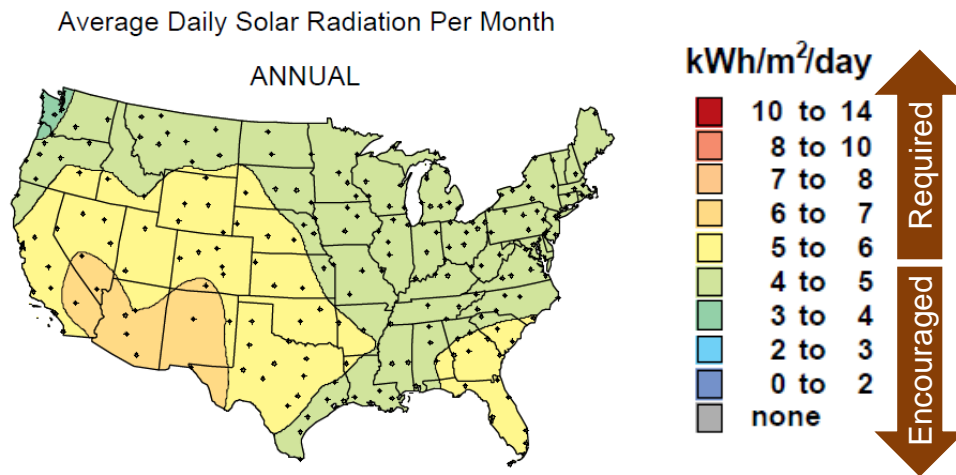 Average Daily Solar Radiation Per Month
ANNUAL
kWh/m²/day
10 to 14
8 to 10
7 to 8
6 to 7
5 to 6
4 to 5
3 to 4
2 to 3
0 to 2
none
Required
Encouraged